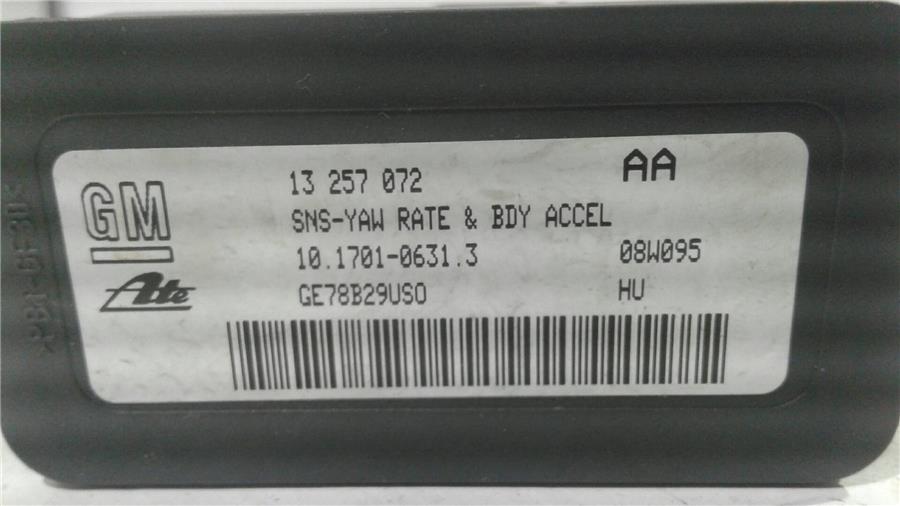 GM
13 257 072
AA
SNS-YAW RATE & BDY ACCEL
10.1701-0631.3
08W095
Ate
GE78B29US0
HU